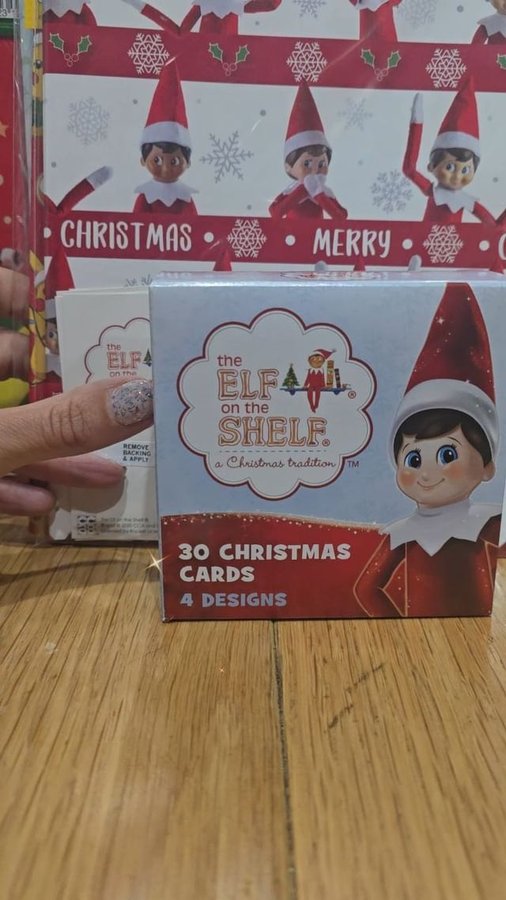 CHRISTMAS • • MERRY •
the
ELF
on the
the
ELF
on the
SHELF®
a Christmas tradition™
REMOVE
BACKING
& APPLY
30 CHRISTMAS
CARDS
4 DESIGNS